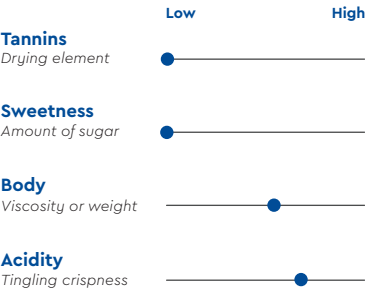 Low High
Tannins
Drying element
Sweetness
Amount of sugar
Body
Viscosity or weight
Acidity
Tingling crispness